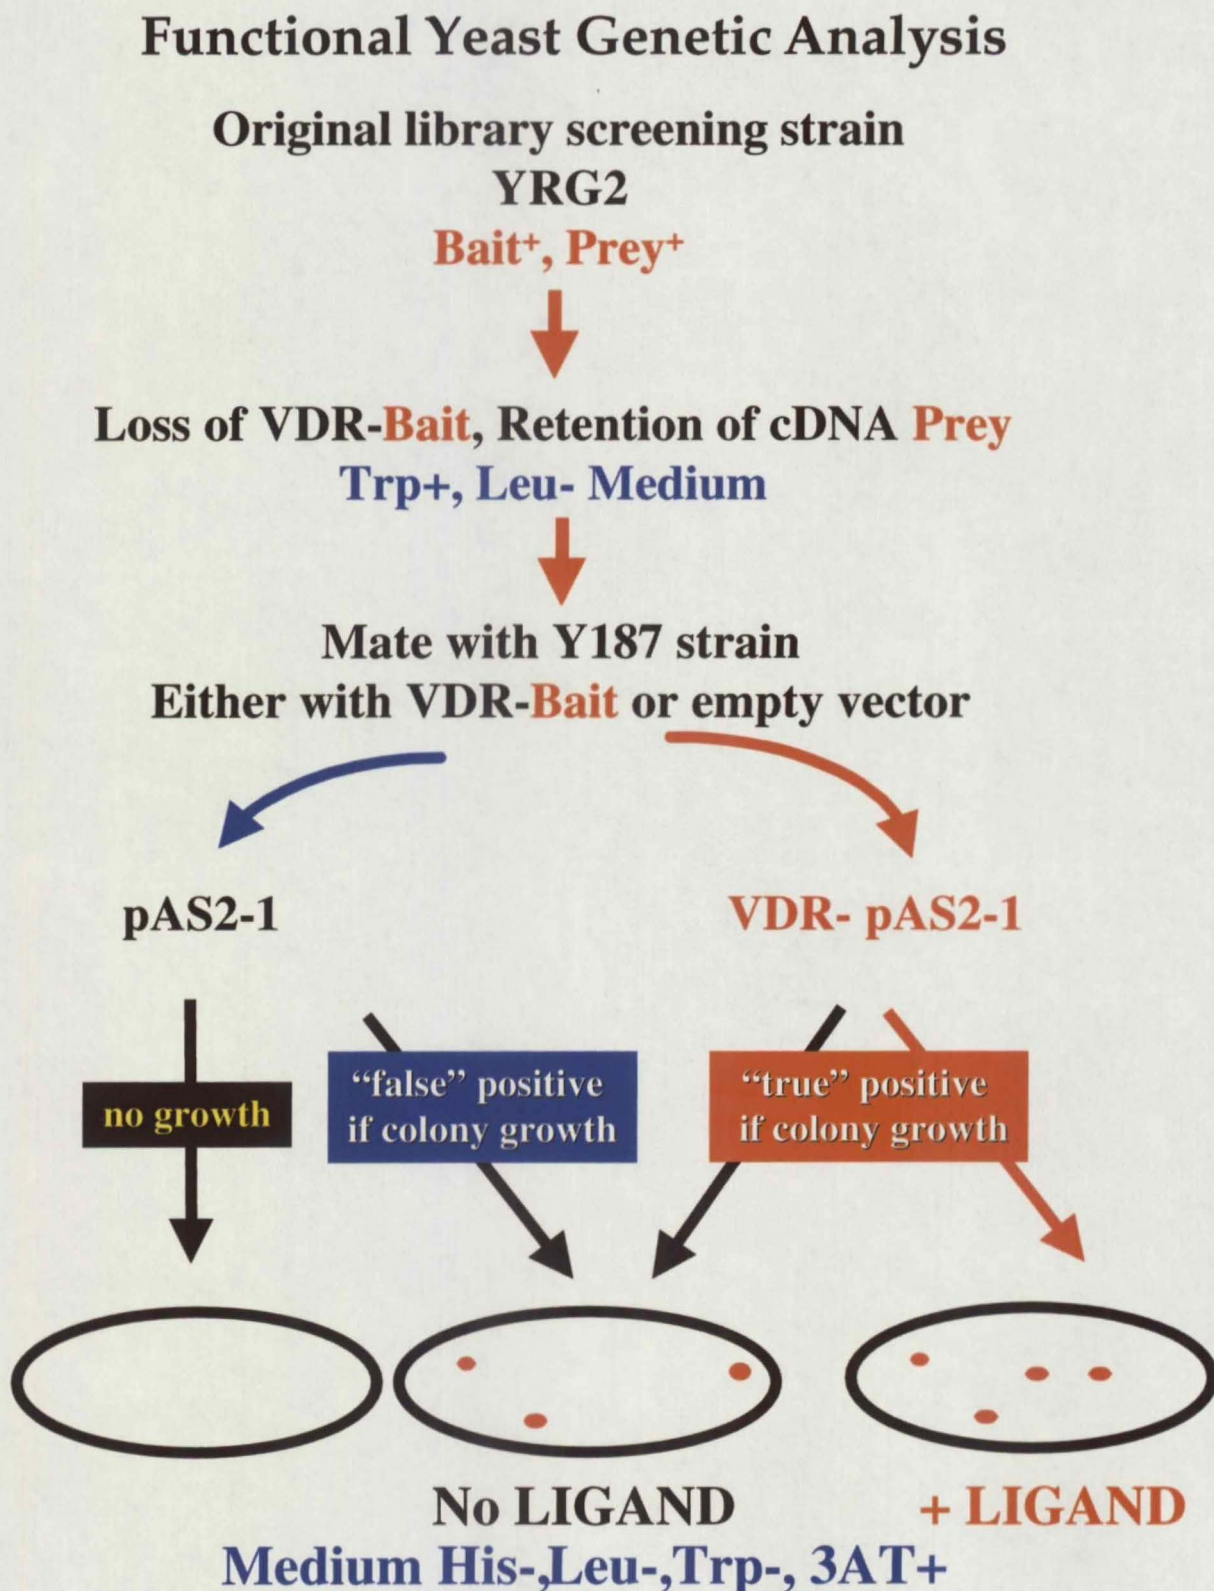 Functional Yeast Genetic Analysis
Original library screening strain
YRG2
Bait⁺, Prey⁺
Loss of VDR-Bait, Retention of cDNA Prey
Trp+, Leu- Medium
Mate with Y187 strain
Either with VDR-Bait or empty vector
pAS2-1
VDR- pAS2-1
no growth
“false” positive
if colony growth
“true” positive
if colony growth
No LIGAND
+ LIGAND
Medium His-,Leu-,Trp-, 3AT+